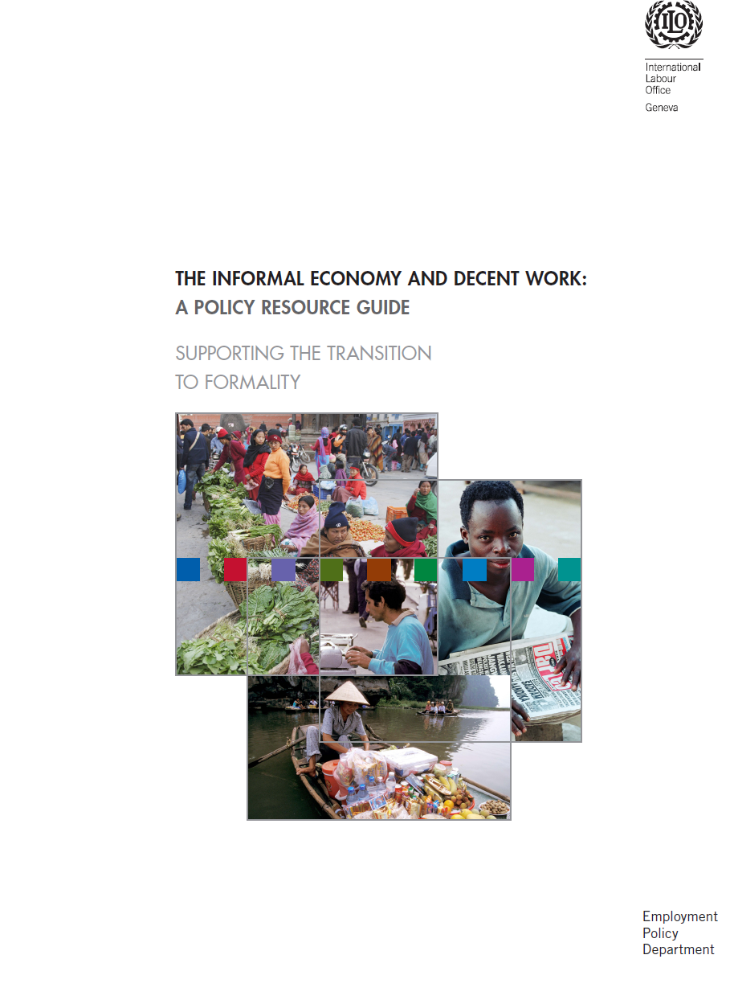 ILO
International
Labour
Office
Geneva
THE INFORMAL ECONOMY AND DECENT WORK:
A POLICY RESOURCE GUIDE
SUPPORTING THE TRANSITION
TO FORMALITY
Employment
Policy
Department